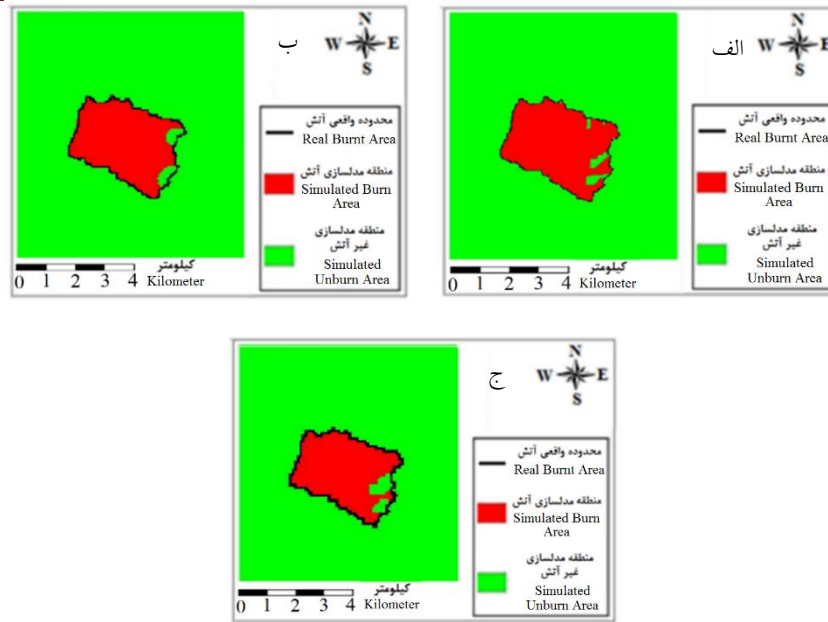 ب
N
W E
S
محدوده واقعی آتش
Real Burnt Area
منطقه مدلسازی آتش
Simulated Burn
Area
منطقه مدلسازی
غیر آتش
Simulated
Unburn Area
کیلومتر
0 1 2 3 4 Kilometer
الف
N
W E
S
محدوده واقعی آتش
Real Burnt Area
منطقه مدلسازی آتش
Simulated Burn
Area
منطقه مدلسازی
غیر آتش
Simulated
Unburn Area
کیلومتر
0 1 2 3 4 Kilometer
ج
N
W E
S
محدوده واقعی آتش
Real Burnt Area
منطقه مدلسازی آتش
Simulated Burn
Area
منطقه مدلسازی
غیر آتش
Simulated
Unburn Area
کیلومتر
0 1 2 3 4 Kilometer